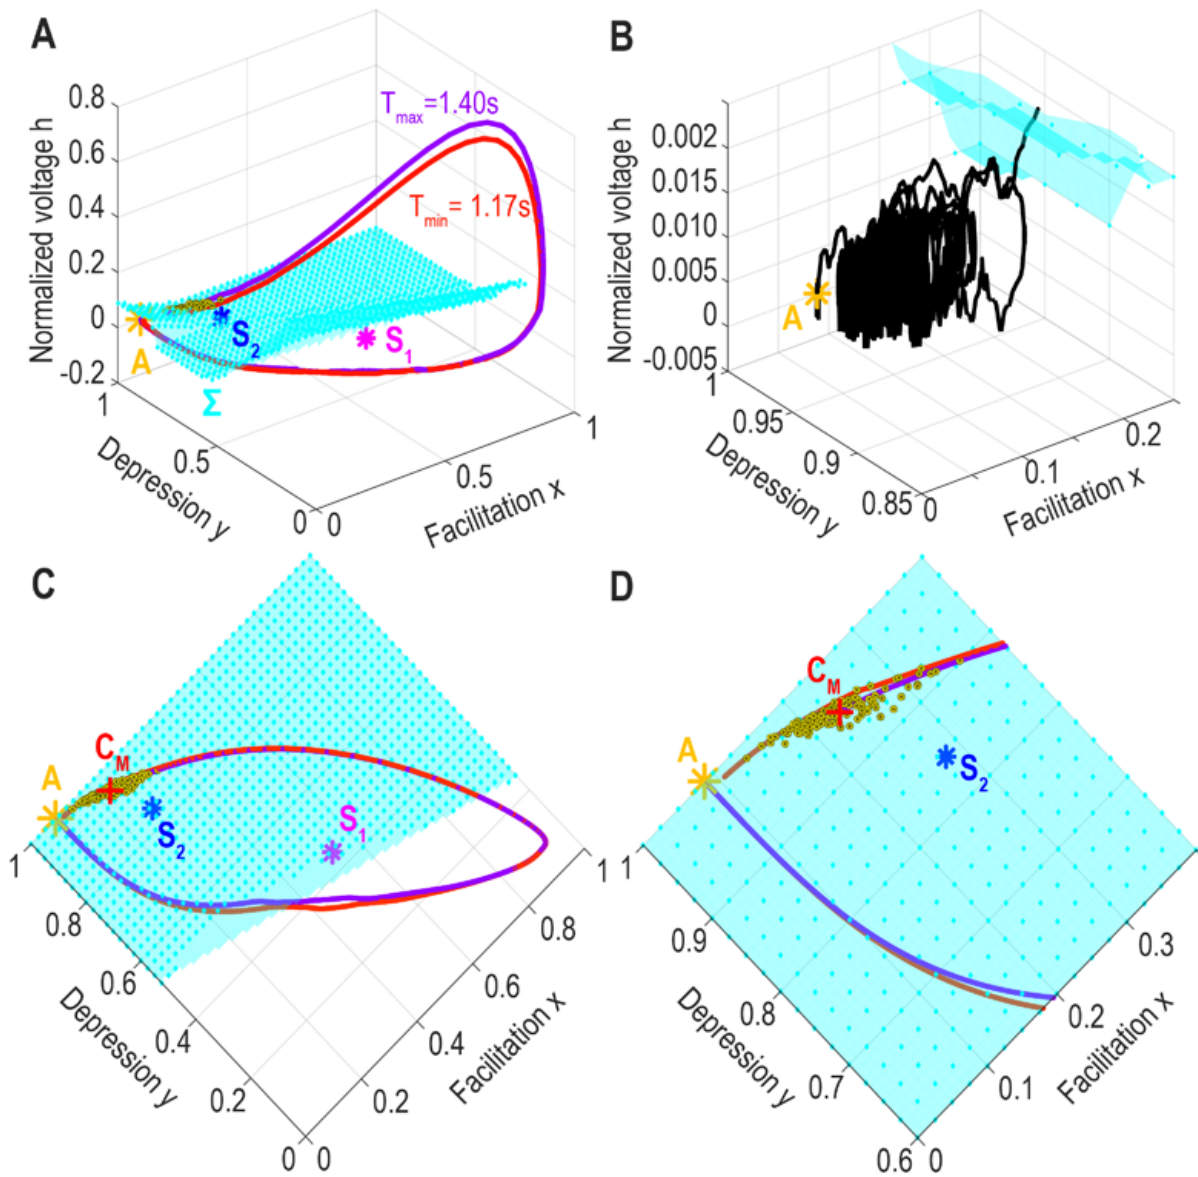 A
Normalized voltage h
0.8
0.6
0.4
0.2
0
-0.2
T_max=1.40s
T_min= 1.17s
A
S_2
S_1
Σ
1
0.5
0
Depression y
0
0.5
1
Facilitation x
B
Normalized voltage h
0.002
0.015
0.010
0.005
0
-0.005
A
1
0.95
0.9
0.85
Depression y
0
0.1
0.2
Facilitation x
C
A
C_M
S_2
S_1
1
0.8
0.6
0.4
0.2
0
Depression y
0
0.2
0.4
0.6
0.8
1
Facilitation x
D
A
C_M
S_2
1
0.9
0.8
0.7
0.6
Depression y
0
0.1
0.2
0.3
Facilitation x